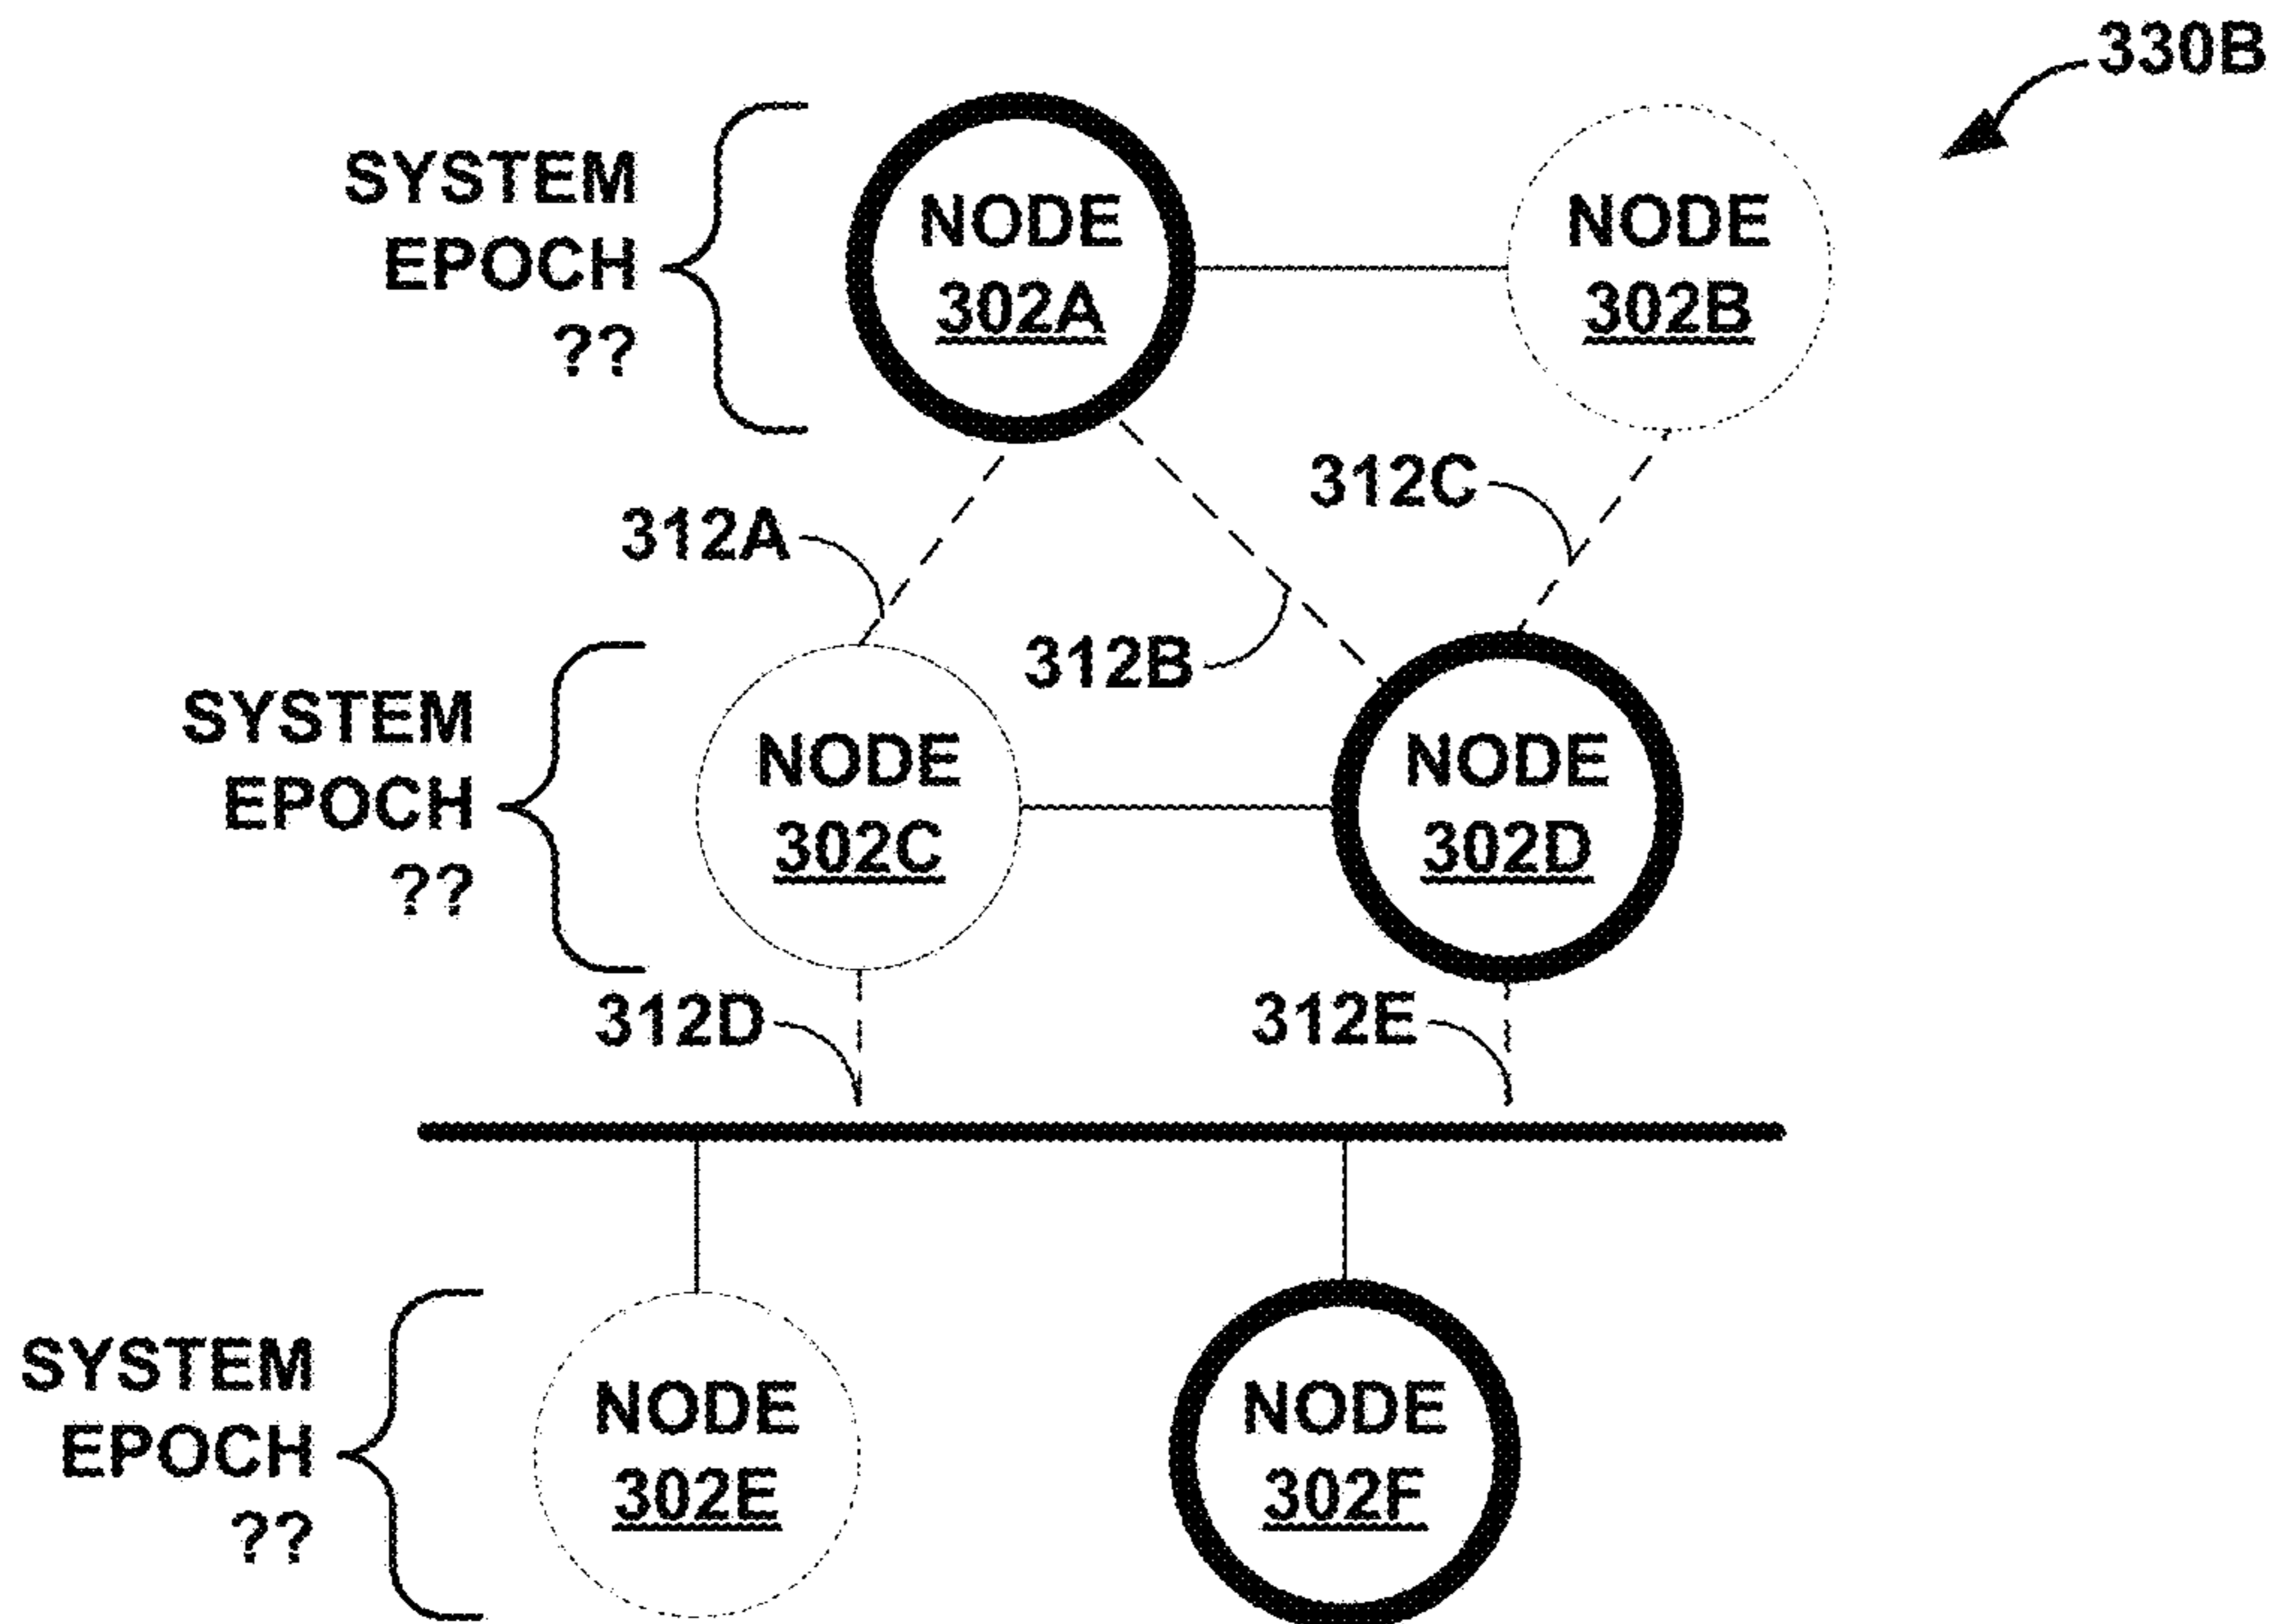 330B
SYSTEM
EPOCH
??
NODE
302A
NODE
302B
312A
312C
312B
SYSTEM
EPOCH
??
NODE
302C
NODE
302D
312D
312E
SYSTEM
EPOCH
??
NODE
302E
NODE
302F